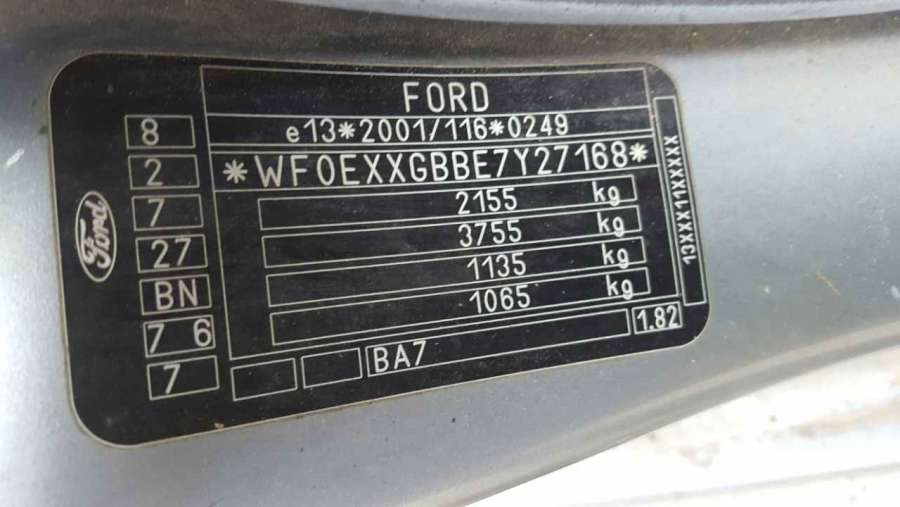 FORD
e13*2001/116*0249
*WF0EXXGBBE7Y27168*
2155 kg
3755 kg
1135 kg
1065 kg
BA7
1.82
13XXX11XXXXX
8
2
7
27
BN
7 6
7
Ford